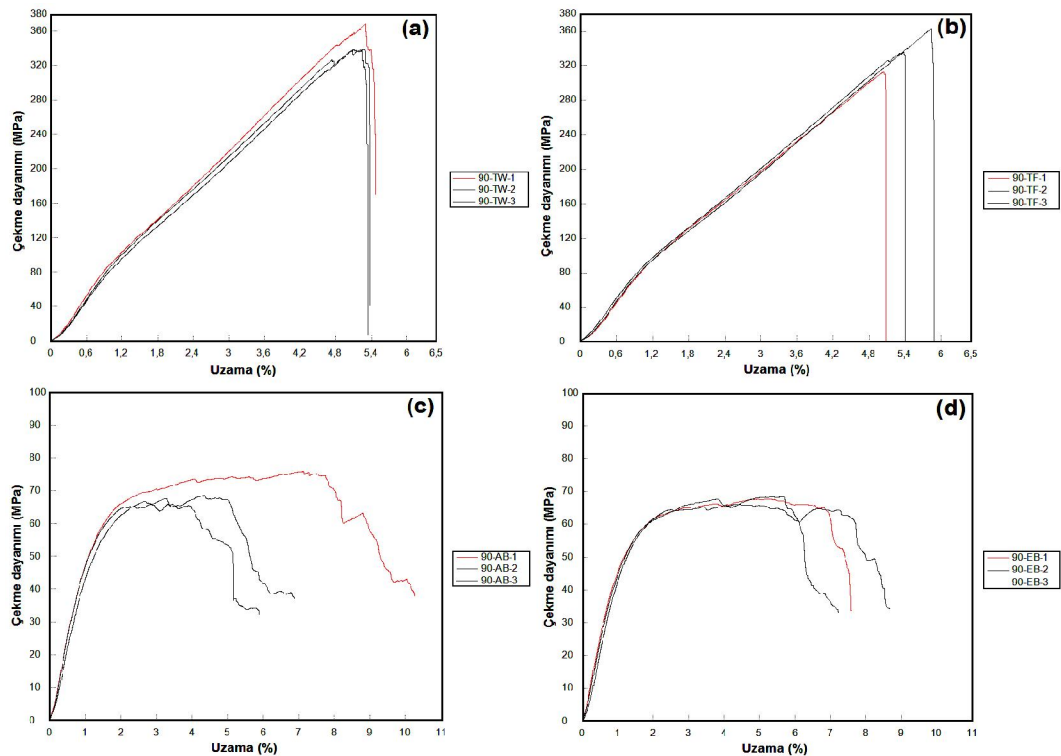 (a)
Çekme dayanımı (MPa)
380
360
320
280
240
200
160
120
80
40
0
0 0,6 1,2 1,8 2,4 3 3,6 4,2 4,8 5,4 6 6,5
Uzama (%)
90-TW-1
90-TW-2
90-TW-3
(b)
Çekme dayanımı (MPa)
380
360
320
280
240
200
160
120
80
40
0
0 0,6 1,2 1,8 2,4 3 3,6 4,2 4,8 5,4 6 6,5
Uzama (%)
90-TF-1
90-TF-2
90-TF-3
(c)
Çekme dayanımı (MPa)
100
90
80
70
60
50
40
30
20
10
0
0 1 2 3 4 5 6 7 8 9 10 11
Uzama (%)
90-AB-1
90-AB-2
90-AB-3
(d)
Çekme dayanımı (MPa)
100
90
80
70
60
50
40
30
20
10
0
0 1 2 3 4 5 6 7 8 9 10 11
Uzama (%)
90-EB-1
90-EB-2
90-EB-3